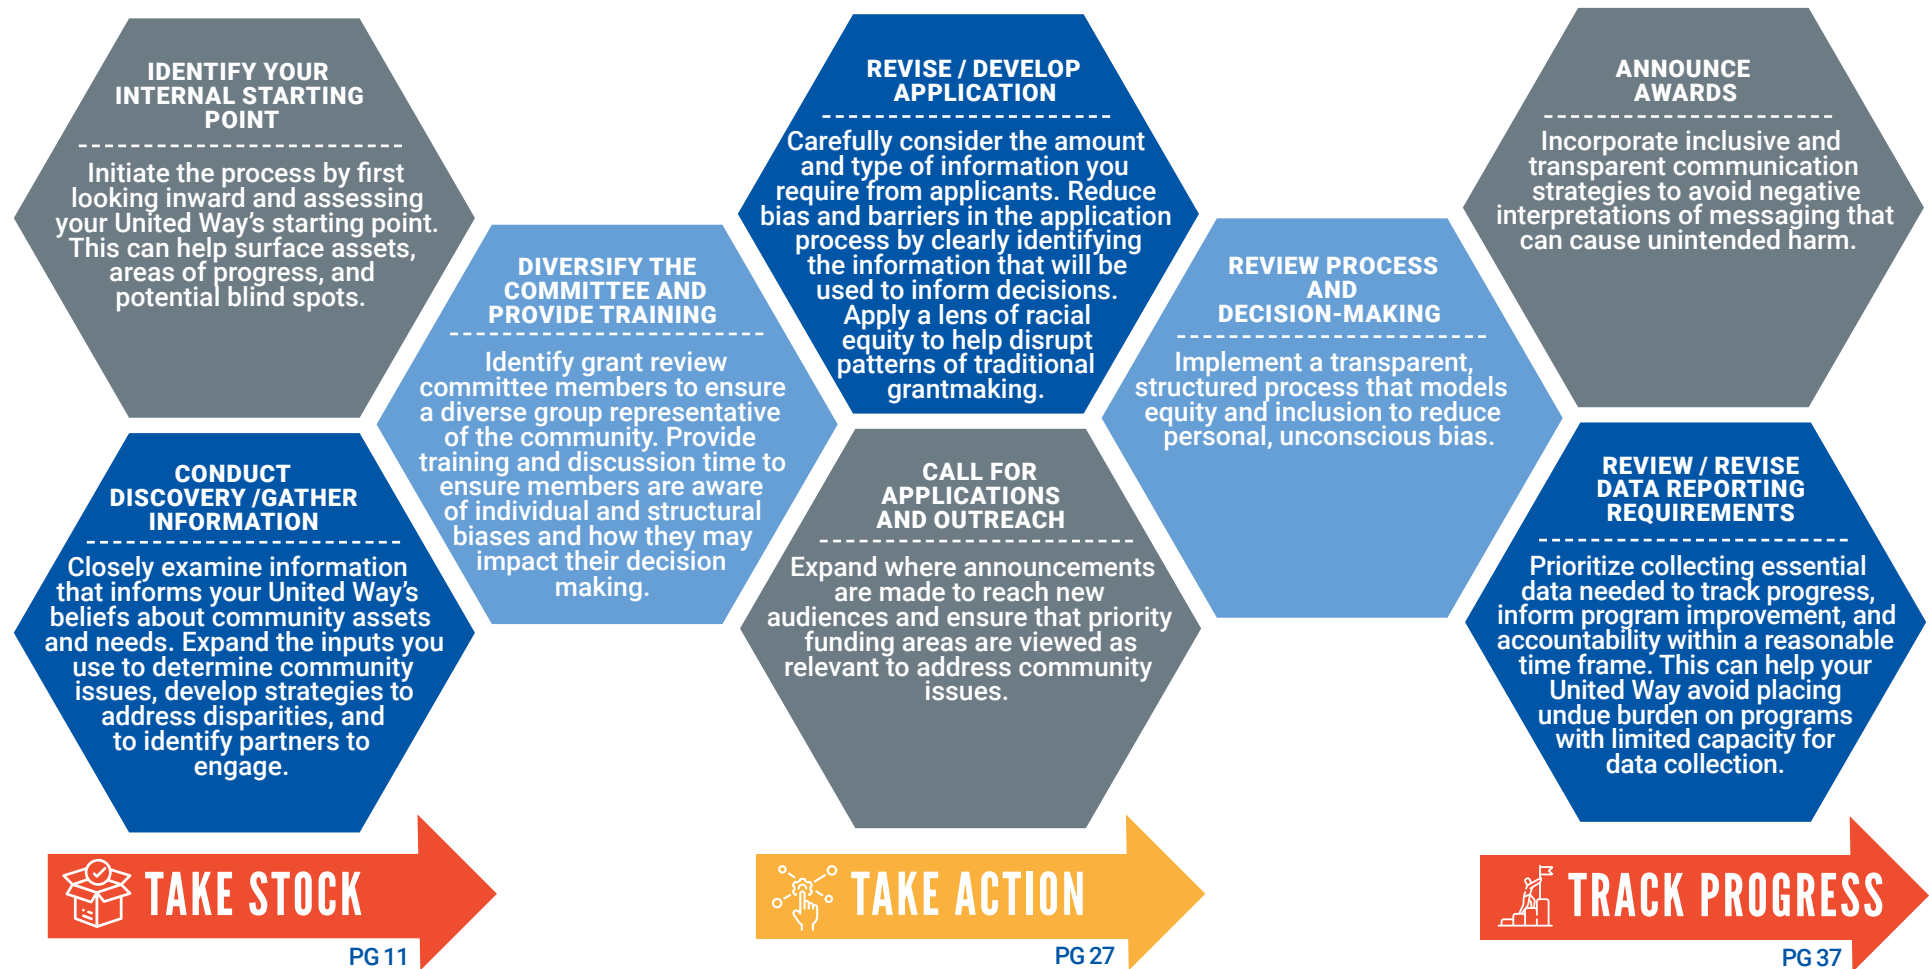 IDENTIFY YOUR
INTERNAL STARTING
POINT
Initiate the process by first
looking inward and assessing
your United Way's starting point.
This can help surface assets,
areas of progress, and
potential blind spots.
CONDUCT
DISCOVERY /GATHER
INFORMATION
Closely examine information
that informs your United Way's
beliefs about community assets
and needs. Expand the inputs you
use to determine community
issues, develop strategies to
address disparities, and
to identify partners to
engage.
DIVERSIFY THE
COMMITTEE AND
PROVIDE TRAINING
Identify grant review
committee members to ensure
a diverse group representative
of the community. Provide
training and discussion time to
ensure members are aware
of individual and structural
biases and how they may
impact their decision
making.
REVISE / DEVELOP
APPLICATION
Carefully consider the amount
and type of information you
require from applicants. Reduce
bias and barriers in the application
process by clearly identifying
the information that will be
used to inform decisions.
Apply a lens of racial
equity to help disrupt
patterns of traditional
grantmaking.
CALL FOR
APPLICATIONS
AND OUTREACH
Expand where announcements
are made to reach new
audiences and ensure that priority
funding areas are viewed as
relevant to address community
issues.
REVIEW PROCESS
AND
DECISION-MAKING
Implement a transparent,
structured process that models
equity and inclusion to reduce
personal, unconscious bias.
ANNOUNCE
AWARDS
Incorporate inclusive and
transparent communication
strategies to avoid negative
interpretations of messaging that
can cause unintended harm.
REVIEW / REVISE
DATA REPORTING
REQUIREMENTS
Prioritize collecting essential
data needed to track progress,
inform program improvement, and
accountability within a reasonable
time frame. This can help your
United Way avoid placing
undue burden on programs
with limited capacity for
data collection.
TAKE STOCK
PG 11
TAKE ACTION
PG 27
TRACK PROGRESS
PG 37